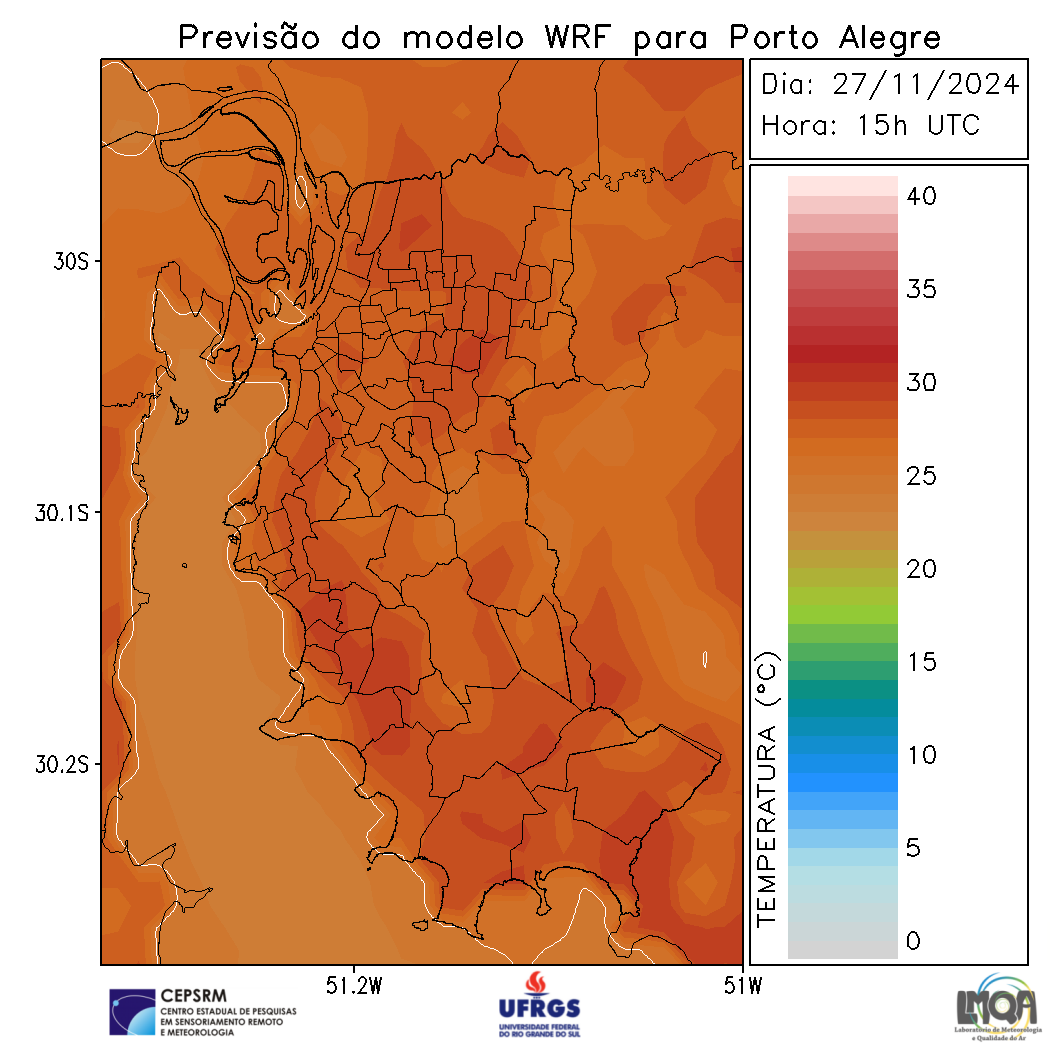 Previsão do modelo WRF para Porto Alegre
Dia: 27/11/2024
Hora: 15h UTC
40
35
30
25
20
15
10
5
0
TEMPERATURA (°C)
30S
30.1S
30.2S
51.2W
51W
CEPSRM
CENTRO ESTADUAL DE PESQUISAS
EM SENSORIAMENTO REMOTO
E METEOROLOGIA
UFRGS
UNIVERSIDADE FEDERAL
DO RIO GRANDE DO SUL
LMQA
Laboratório de Meteorologia
e Qualidade do Ar